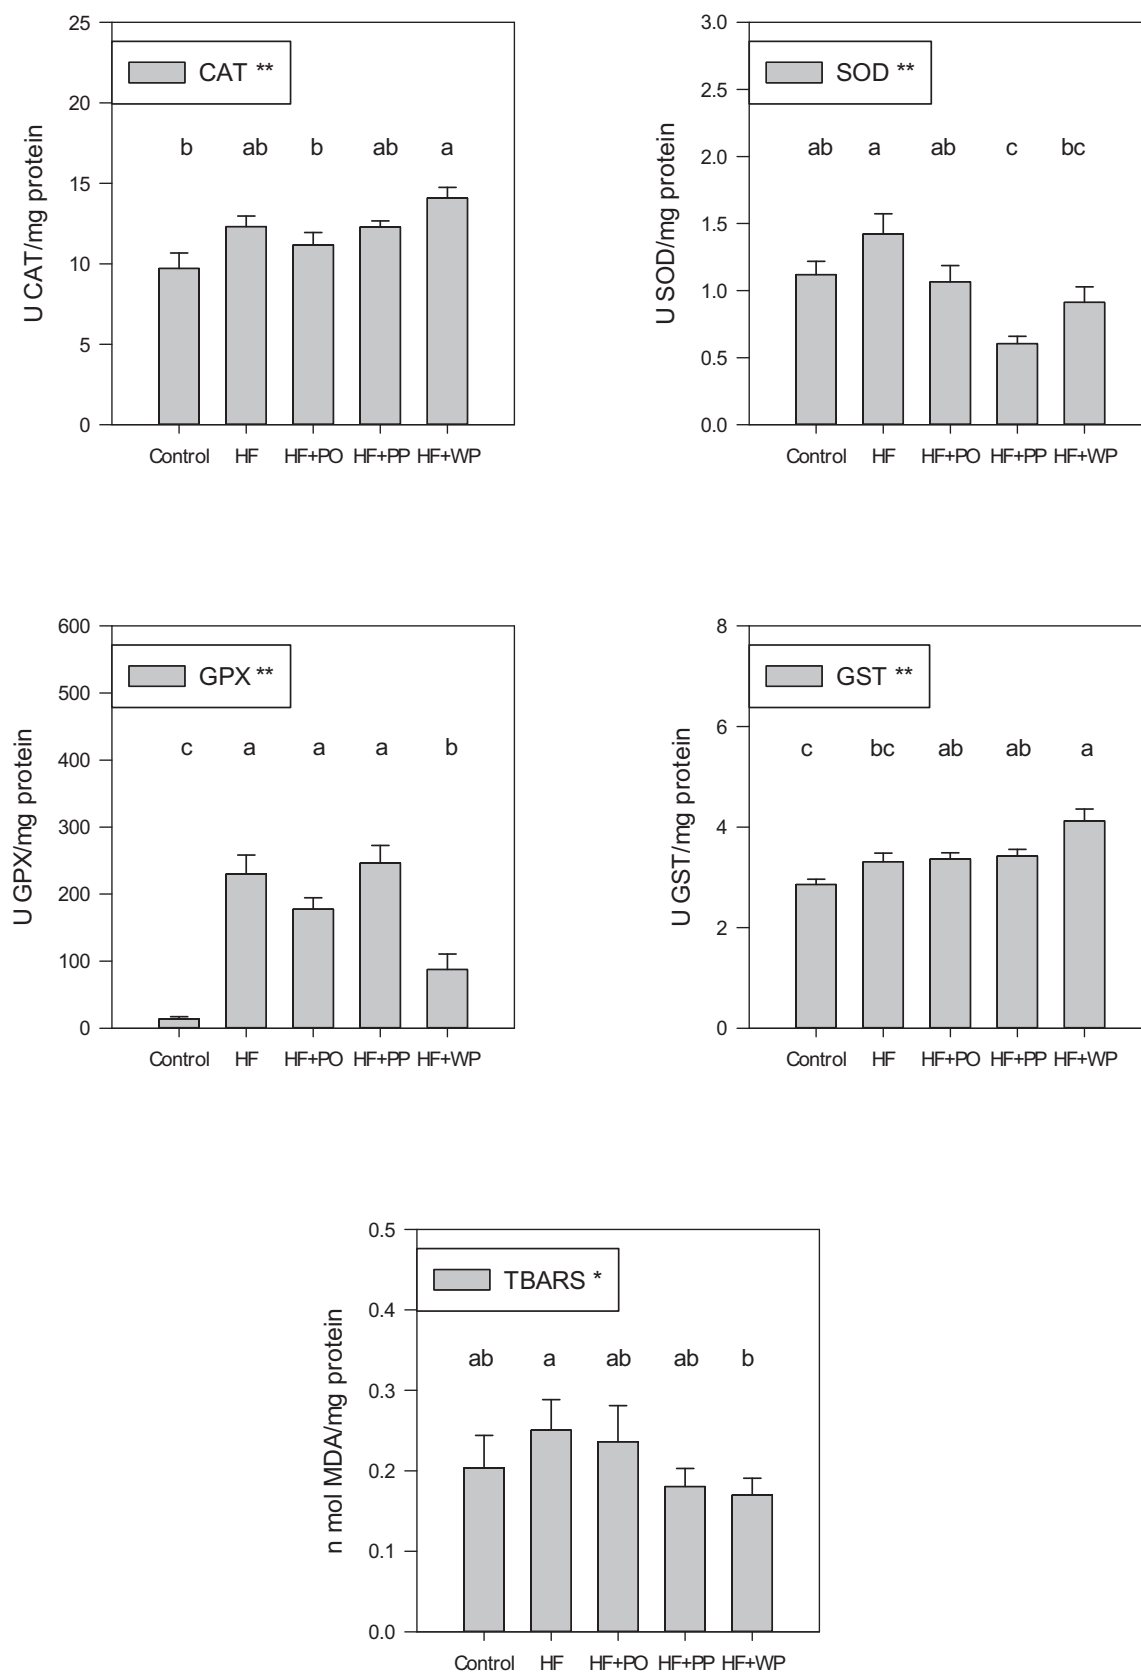 U CAT/mg protein
25
20
15
10
5
0
CAT **
b ab b ab a
Control HF HF+PO HF+PP HF+WP
U SOD/mg protein
3.0
2.5
2.0
1.5
1.0
0.5
0.0
SOD **
ab a ab c bc
Control HF HF+PO HF+PP HF+WP
U GPX/mg protein
600
500
400
300
200
100
0
GPX **
c a a a b
Control HF HF+PO HF+PP HF+WP
U GST/mg protein
8
6
4
2
0
GST **
c bc ab ab a
Control HF HF+PO HF+PP HF+WP
n mol MDA/mg protein
0.5
0.4
0.3
0.2
0.1
0.0
TBARS *
ab a ab ab b
Control HF HF+PO HF+PP HF+WP